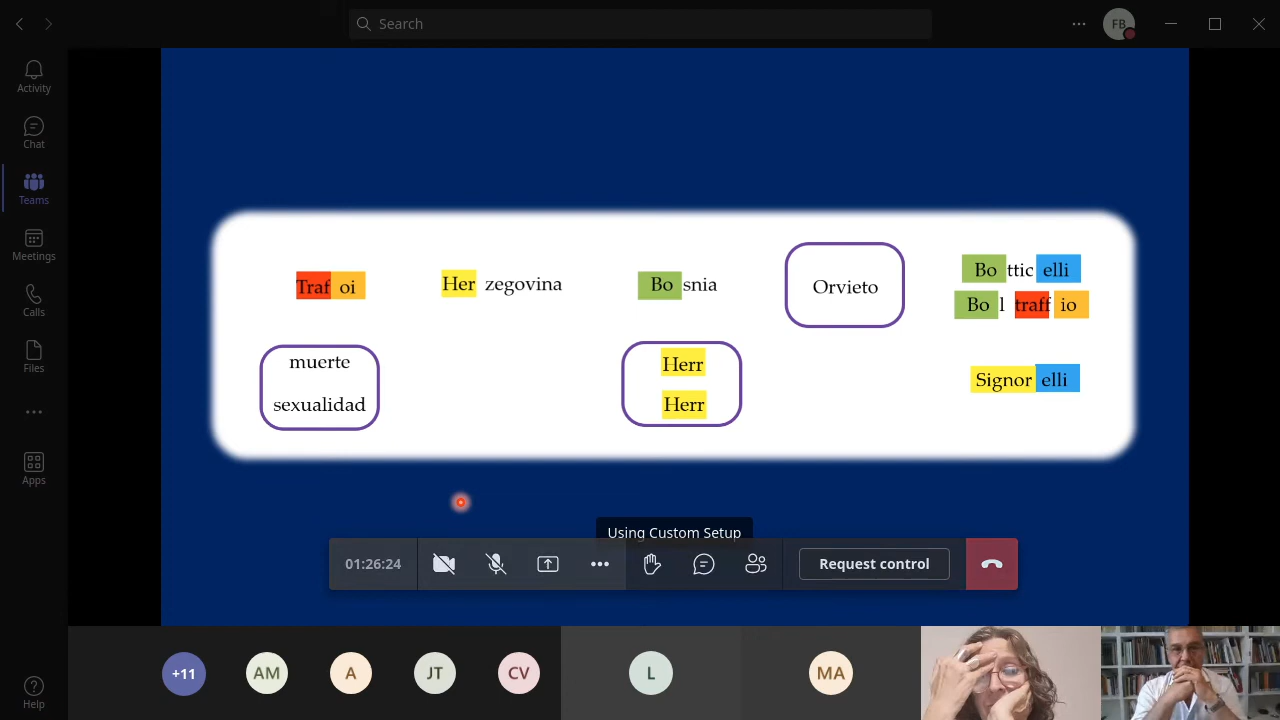 Search
FB
Activity
Chat
Teams
Meetings
Calls
Files
Apps
Help
Traf oi
Her zegovina
Bo snia
Orvieto
Bo ttic elli
Bo l traff io
muerte
sexualidad
Herr
Herr
Signor elli
Using Custom Setup
01:26:24
Request control
+11
AM
A
JT
CV
L
MA